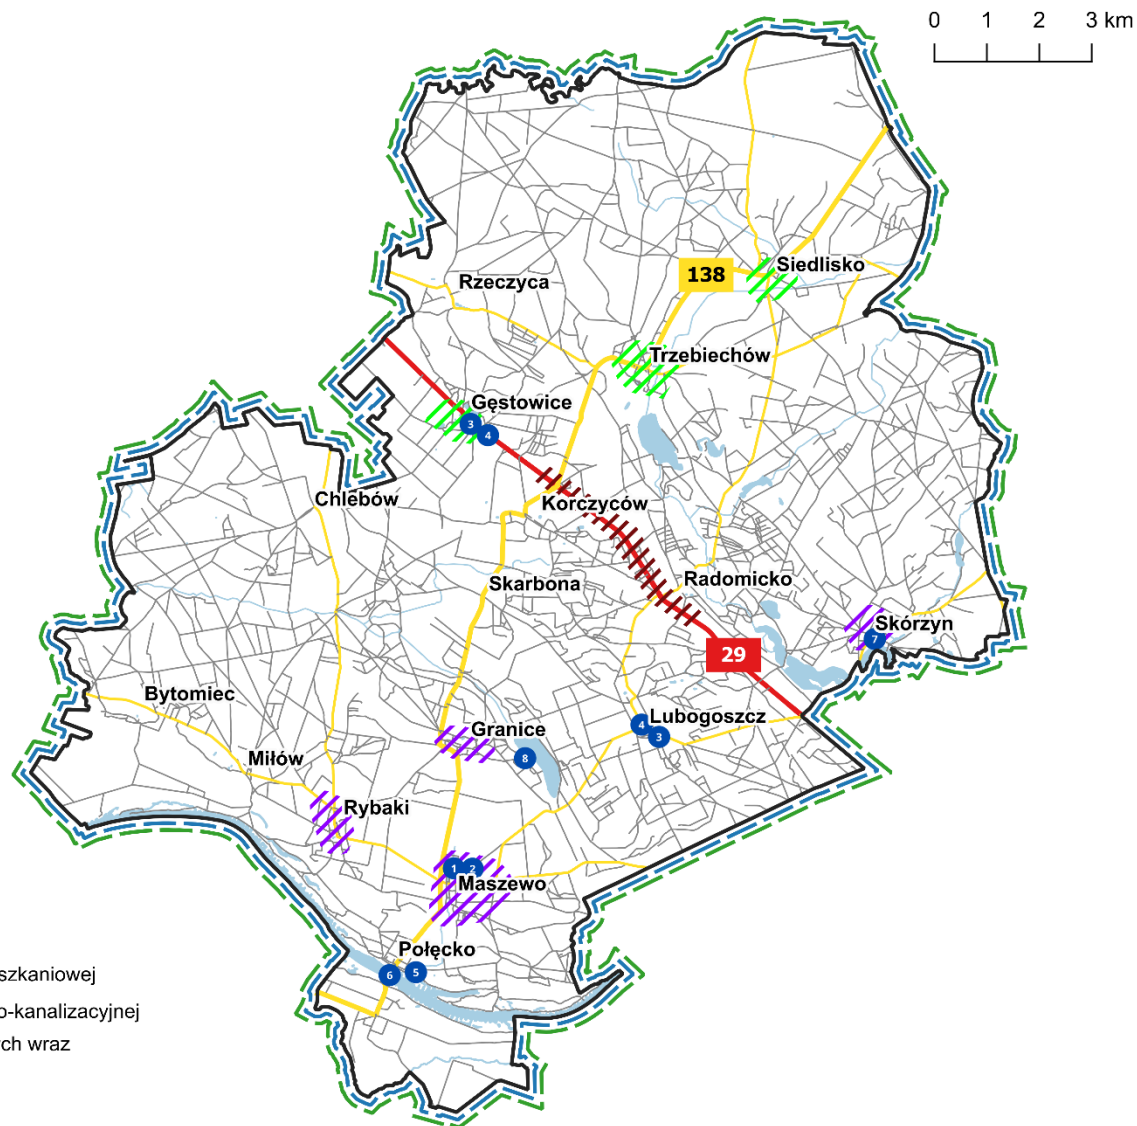 0 1 2 3 km
138
Siedlisko
Rzeczyca
Trzebiechów
Gęstowice
3
4
Chlebów
Korczyców
Skarbona
Radomicko
Skórzyn
7
29
Bytomiec
Granice
Lubogoszcz
4
3
8
Miłów
Rybaki
1 2
Maszewo
Połęcko
6 5
szkaniowej
o-kanalizacyjnej
ych wraz